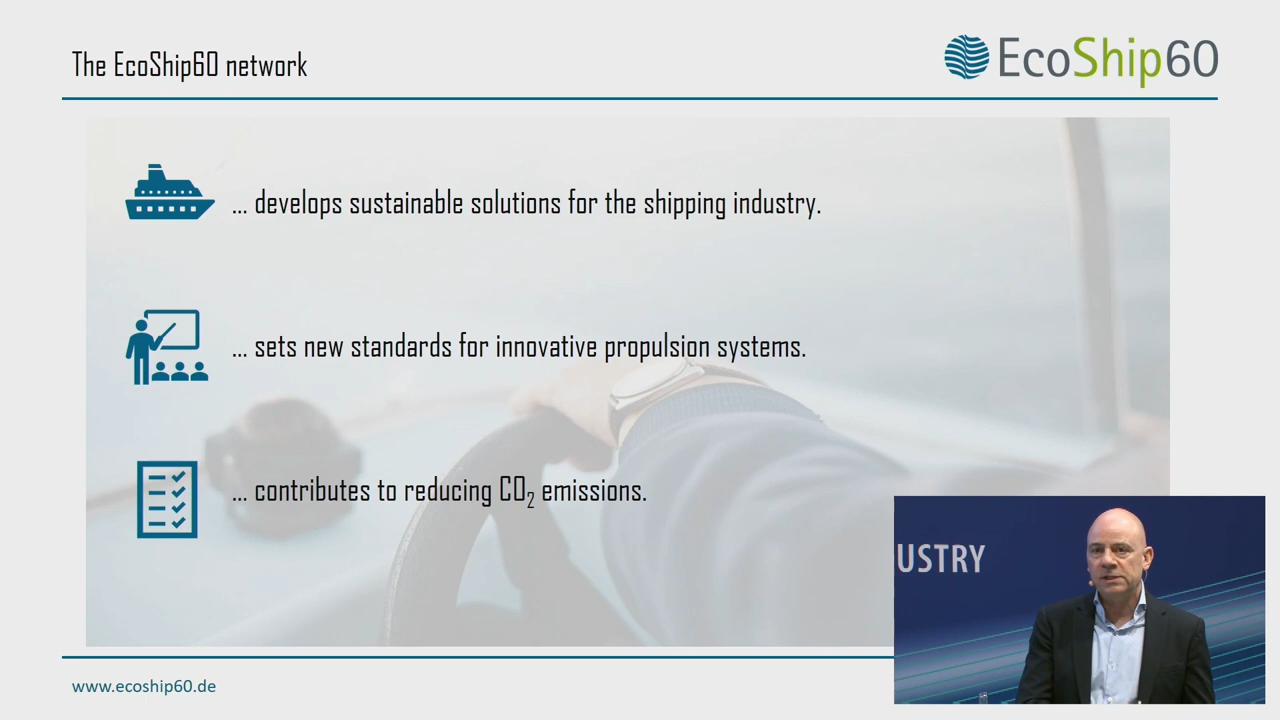 The EcoShip60 network
EcoShip60
... develops sustainable solutions for the shipping industry.
... sets new standards for innovative propulsion systems.
... contributes to reducing CO₂ emissions.
USTRY
www.ecoship60.de